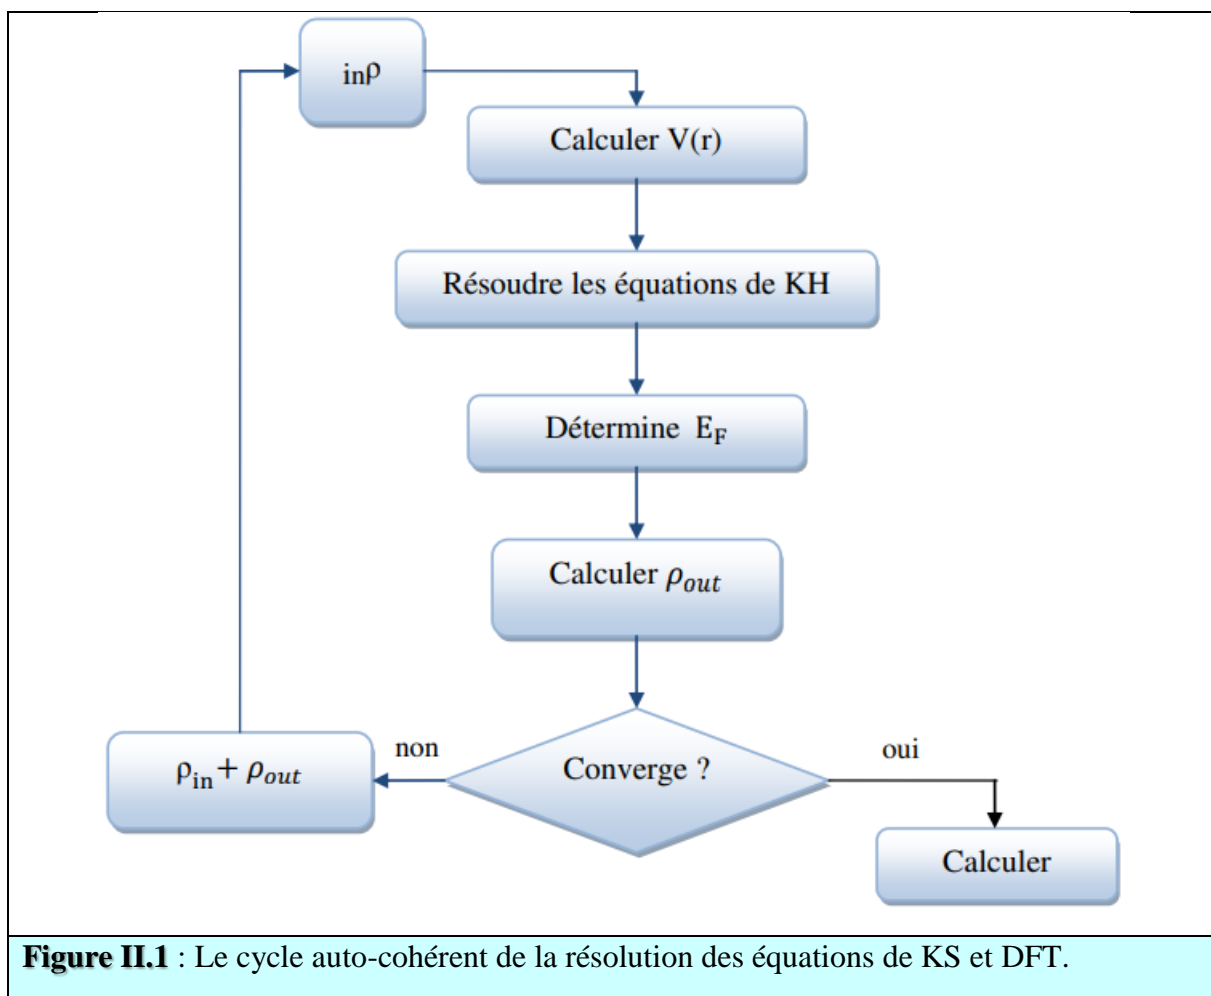 inρ
Calculer V(r)
Résoudre les équations de KH
Détermine E_F
Calculer ρ_out
Converge ?
non
oui
ρ_in + ρ_out
Calculer
Figure II.1 : Le cycle auto-cohérent de la résolution des équations de KS et DFT.